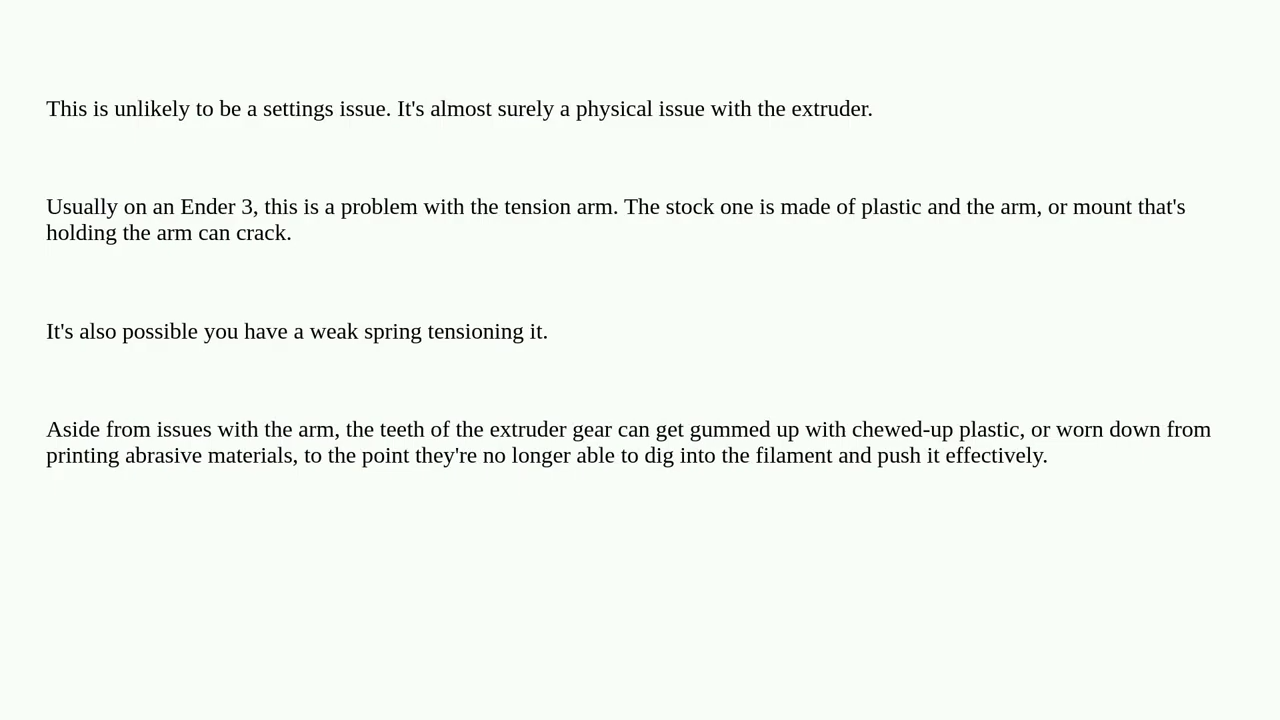 This is unlikely to be a settings issue. It's almost surely a physical issue with the extruder.
Usually on an Ender 3, this is a problem with the tension arm. The stock one is made of plastic and the arm, or mount that's
holding the arm can crack.
It's also possible you have a weak spring tensioning it.
Aside from issues with the arm, the teeth of the extruder gear can get gummed up with chewed-up plastic, or worn down from
printing abrasive materials, to the point they're no longer able to dig into the filament and push it effectively.